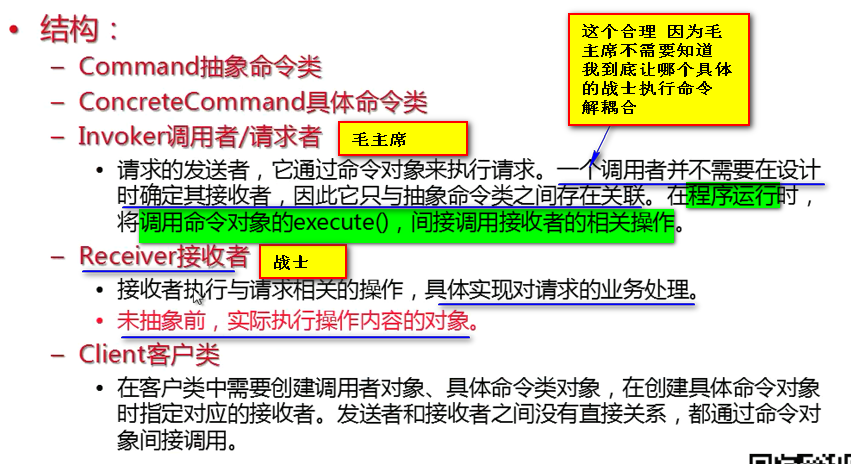 • 结构：
– Command抽象命令类
– ConcreteCommand具体命令类
– Invoker调用者/请求者
毛主席
这个合理 因为毛
主席不需要知道
我到底让哪个具体
的战士执行命令
解耦合
• 请求的发送者，它通过命令对象来执行请求。一个调用者并不需要在设计
时确定其接收者，因此它只与抽象命令类之间存在关联。在程序运行时，
将调用命令对象的execute()，间接调用接收者的相关操作。
– Receiver接收者
战士
• 接收者执行与请求相关的操作，具体实现对请求的业务处理。
• 未抽象前，实际执行操作内容的对象。
– Client客户类
• 在客户类中需要创建调用者对象、具体命令类对象，在创建具体命令对象
时指定对应的接收者。发送者和接收者之间没有直接关系，都通过命令对
象间接调用。